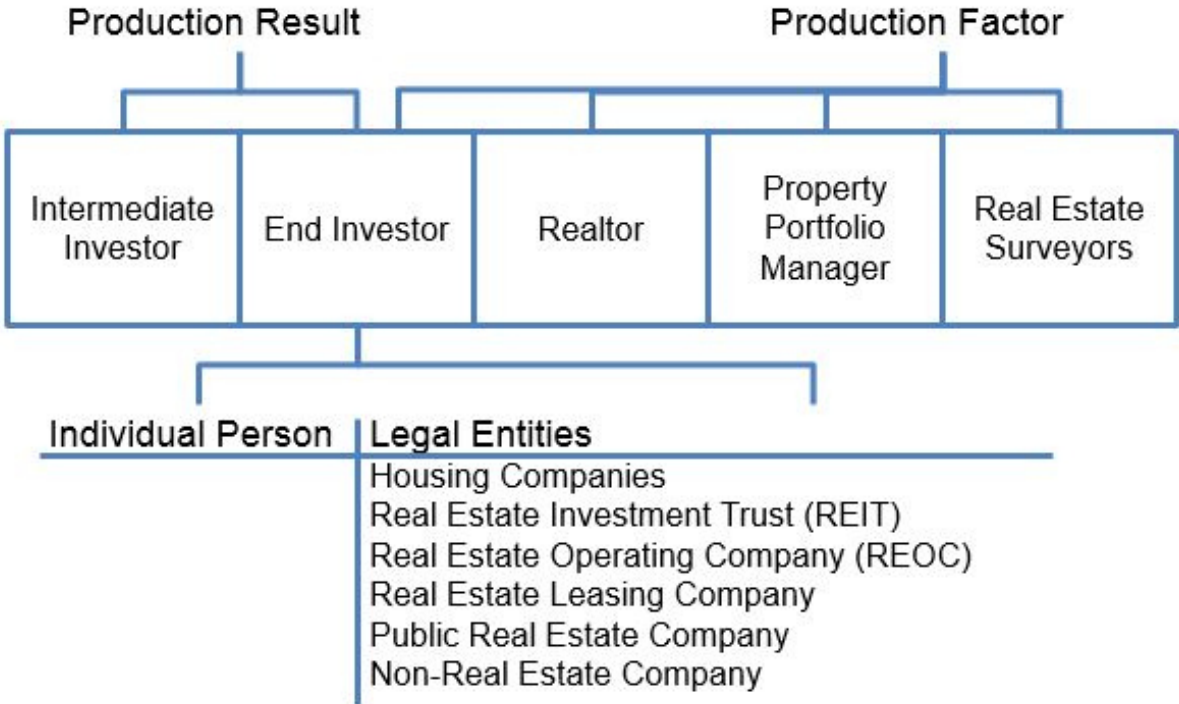 Production Result
Production Factor
Intermediate
Investor
End Investor
Realtor
Property
Portfolio
Manager
Real Estate
Surveyors
Individual Person
Legal Entities
Housing Companies
Real Estate Investment Trust (REIT)
Real Estate Operating Company (REOC)
Real Estate Leasing Company
Public Real Estate Company
Non-Real Estate Company